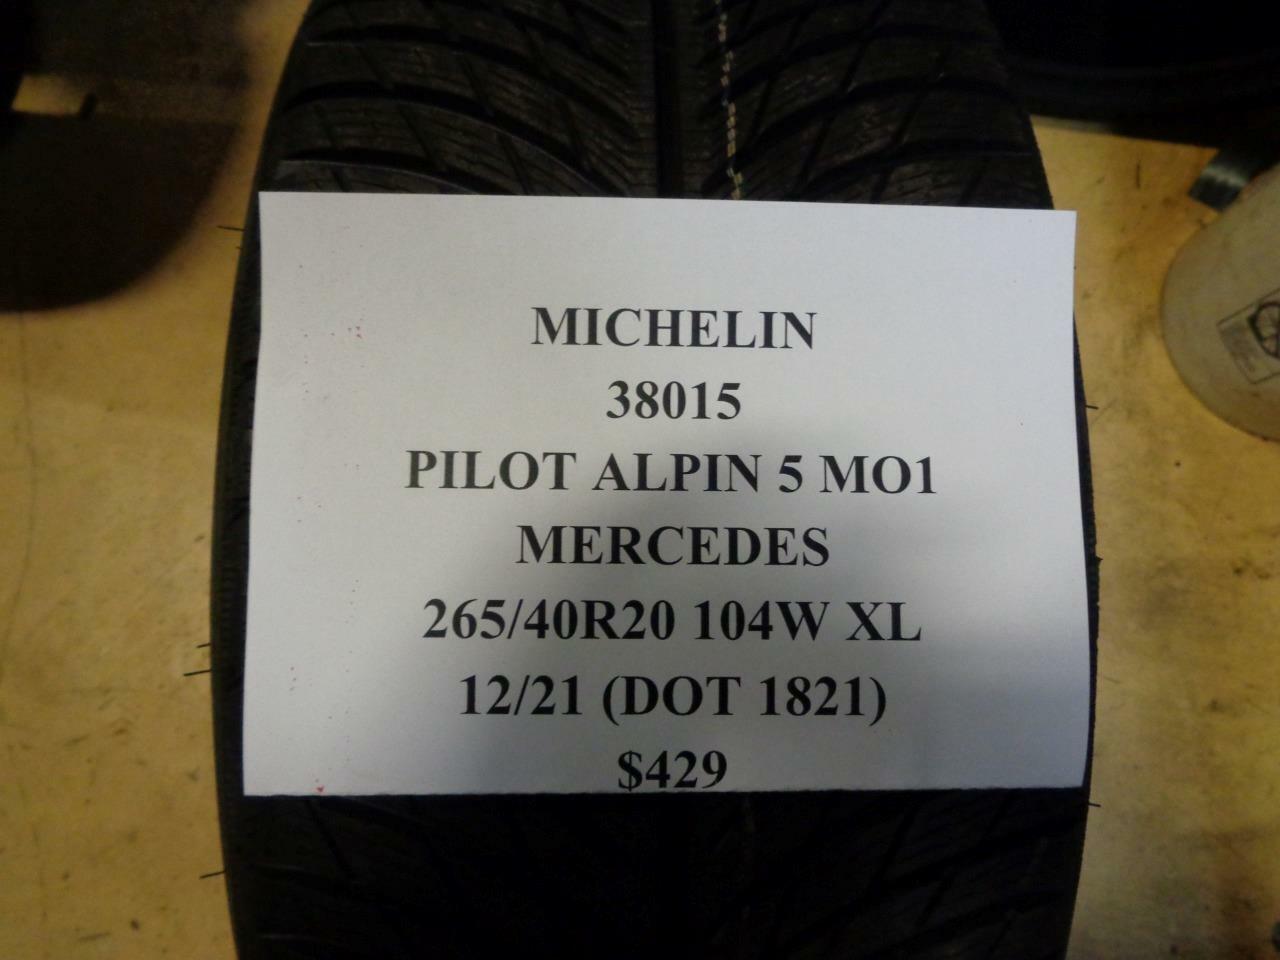 MICHELIN
38015
PILOT ALPIN 5 MO1
MERCEDES
265/40R20 104W XL
12/21 (DOT 1821)
$429